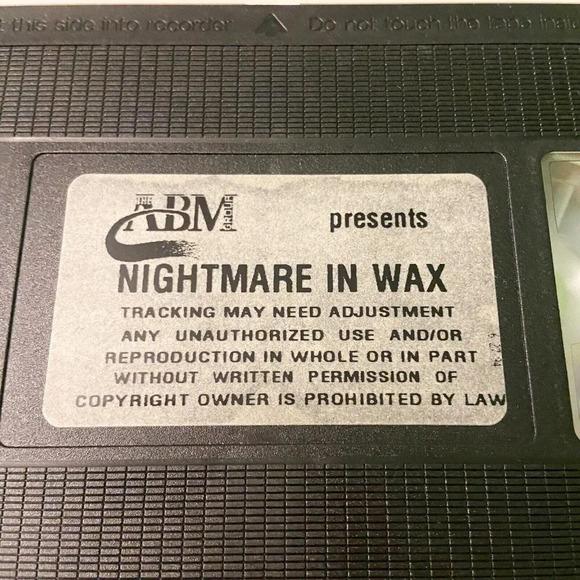 this side into recorder Do not touch the tape inside
THE ABM GROUP presents
NIGHTMARE IN WAX
TRACKING MAY NEED ADJUSTMENT
ANY UNAUTHORIZED USE AND/OR
REPRODUCTION IN WHOLE OR IN PART
WITHOUT WRITTEN PERMISSION OF
COPYRIGHT OWNER IS PROHIBITED BY LAW